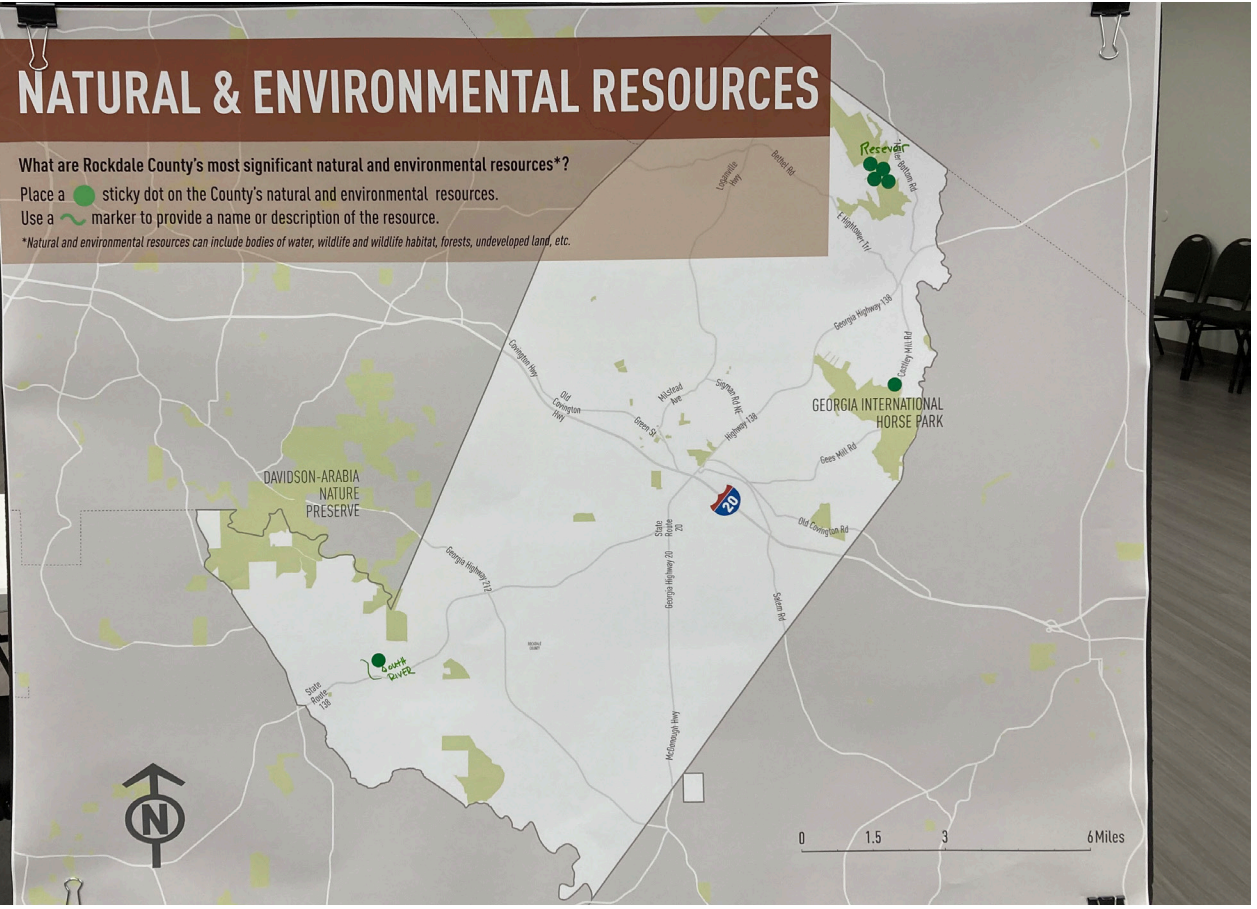 NATURAL & ENVIRONMENTAL RESOURCES
What are Rockdale County's most significant natural and environmental resources*?
Place a sticky dot on the County's natural and environmental resources.
Use a marker to provide a name or description of the resource.
*Natural and environmental resources can include bodies of water, wildlife and wildlife habitat, forests, undeveloped land, etc.
Resevoir
Bottom Rd
Loganville
Hwy
Bethel Rd
E Hightower Trl
Georgia Highway 138
Costley Mill Rd
Covington Hwy
Old
Covington
Hwy
Milstead
Ave
Sigman Rd NE
Green St
Highway 138
GEORGIA INTERNATIONAL
HORSE PARK
Gees Mill Rd
DAVIDSON-ARABIA
NATURE
PRESERVE
20
State
Route
20
Old Covington Rd
Georgia Highway 212
Georgia Highway 20
Salem Rd
South
RIVER
State
Route
138
McDonough Hwy
N
0 1.5 3 6 Miles